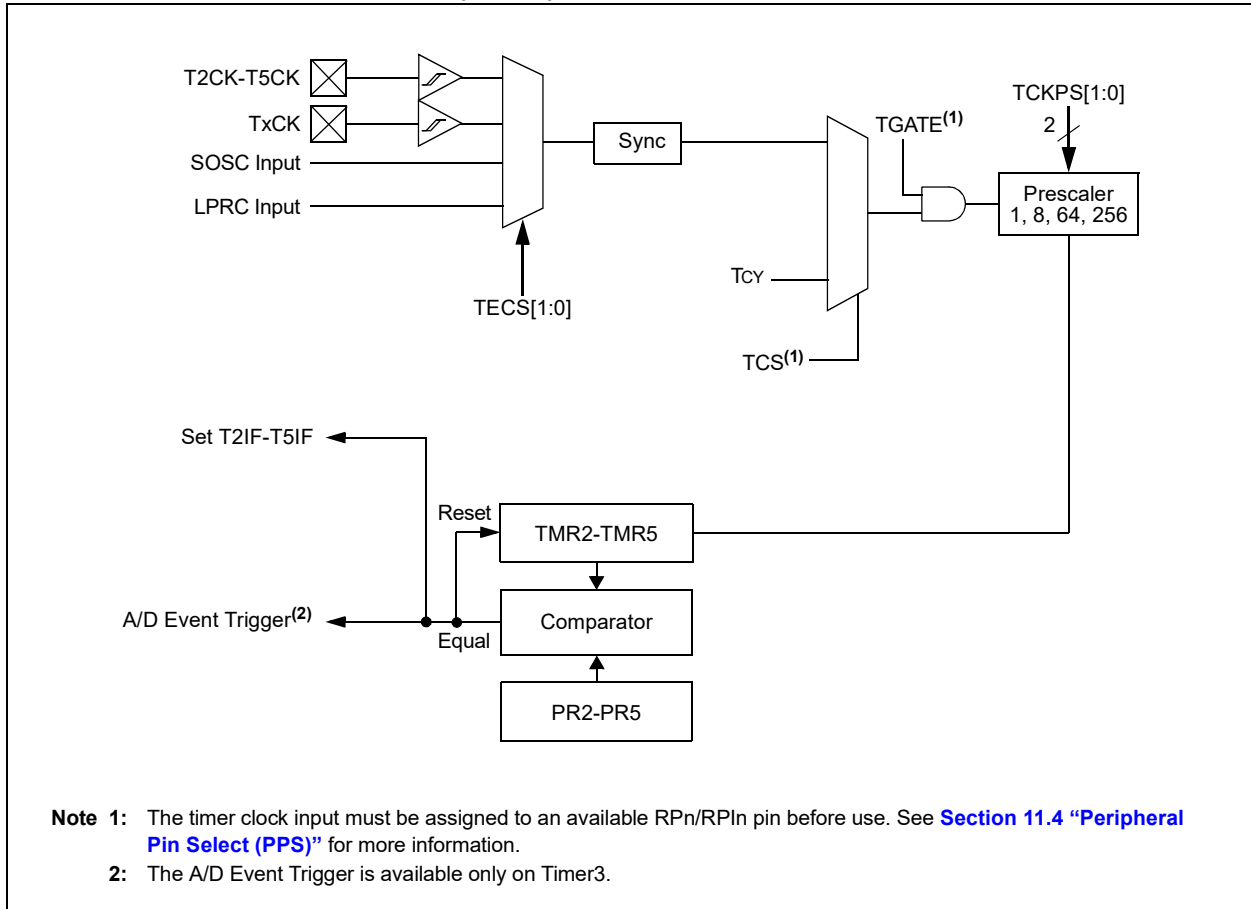 T2CK-T5CK
TxCK
SOSC Input
LPRC Input
TECS[1:0]
Sync
TGATE(1)
TCY
TCS(1)
TCKPS[1:0]
2
Prescaler
1, 8, 64, 256
Set T2IF-T5IF
Reset
TMR2-TMR5
A/D Event Trigger(2)
Equal
Comparator
PR2-PR5
Note 1: The timer clock input must be assigned to an available RPn/RPIn pin before use. See Section 11.4 “Peripheral
Pin Select (PPS)” for more information.
2: The A/D Event Trigger is available only on Timer3.